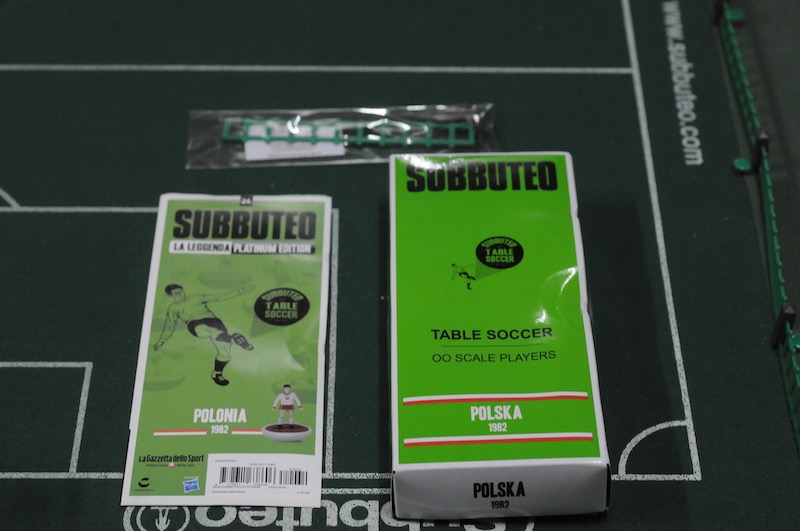 www.subbuteo.com
SUBBUTEO
LA LEGGENDA PLATINUM EDITION
SUBBUTEO
TABLE
SOCCER
POLONIA
1982
La Gazzetta dello Sport
Hasbro
SUBBUTEO
SUBBUTEO
TABLE
SOCCER
TABLE SOCCER
OO SCALE PLAYERS
POLSKA
1982
POLSKA
1982
Subbuteo